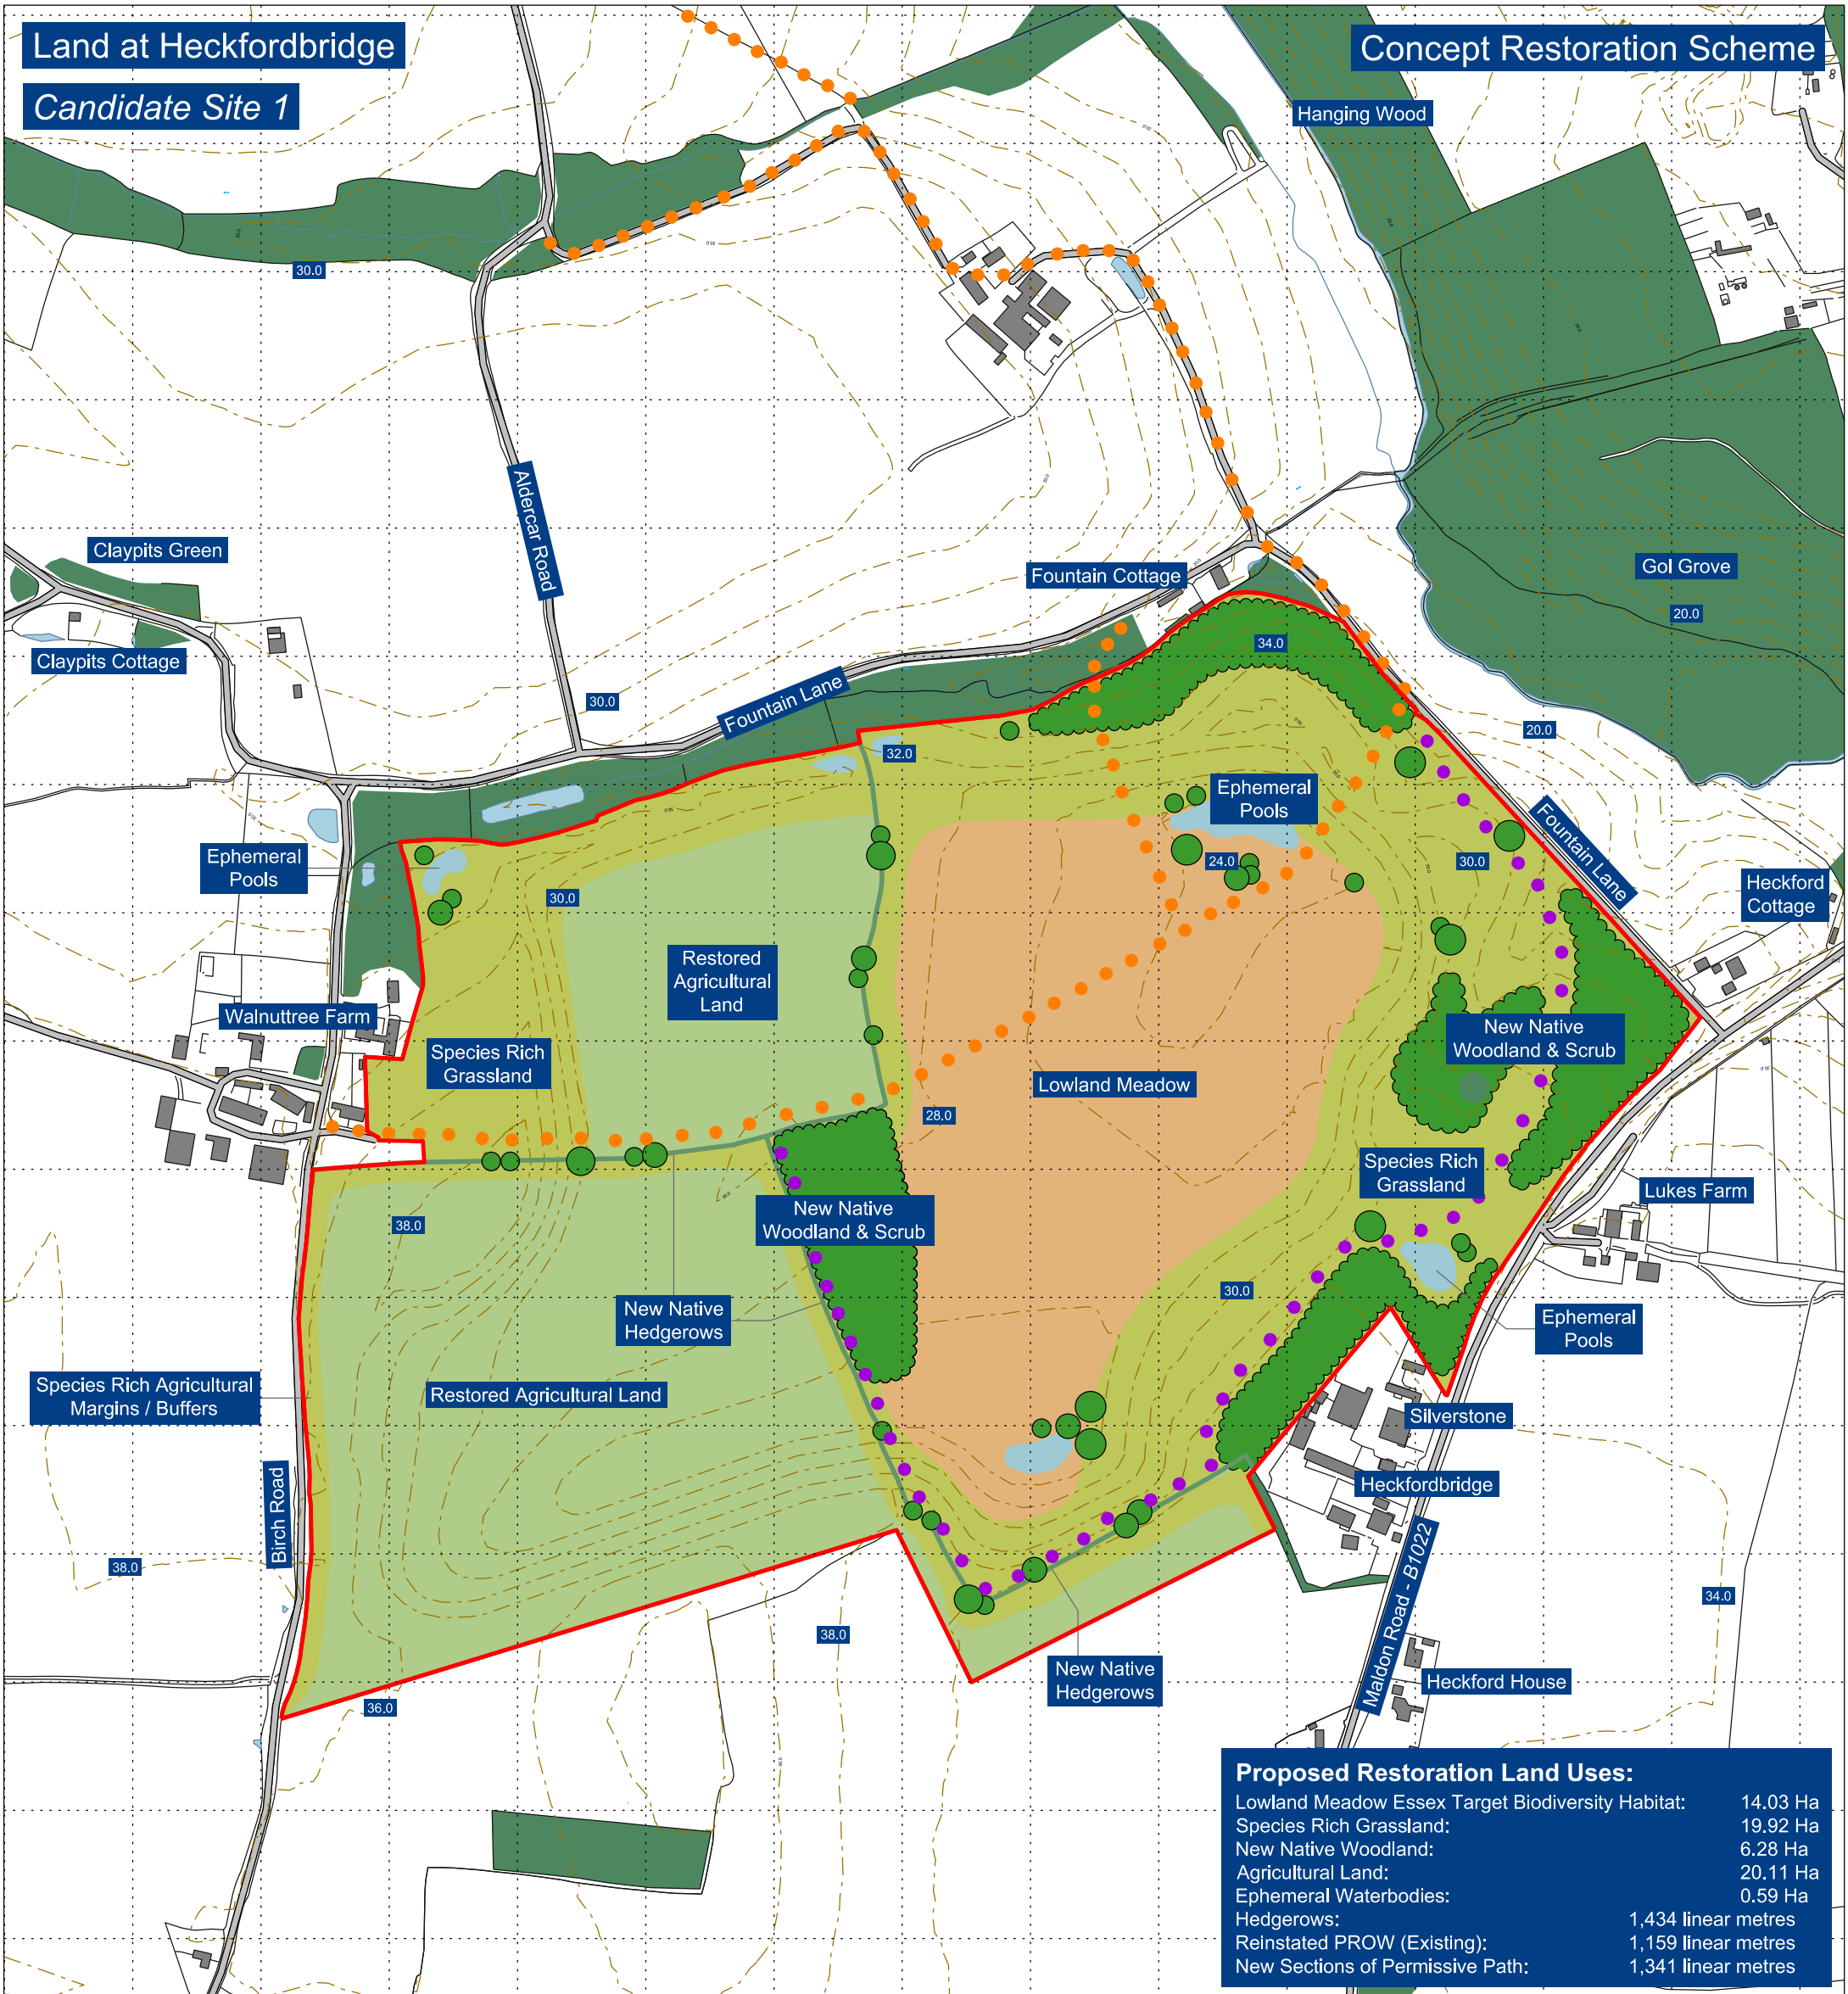 Land at Heckfordbridge
Candidate Site 1
Concept Restoration Scheme
Hanging Wood
30.0
Aldercar Road
Claypits Green
Claypits Cottage
Fountain Cottage
Gol Grove
20.0
34.0
30.0
Fountain Lane
32.0
20.0
Ephemeral
Pools
Ephemeral
Pools
24.0
30.0
Fountain Lane
30.0
Heckford
Cottage
Restored
Agricultural
Land
Walnuttree Farm
Species Rich
Grassland
New Native
Woodland & Scrub
Lowland Meadow
28.0
Species Rich
Grassland
Lukes Farm
38.0
New Native
Woodland & Scrub
New Native
Hedgerows
30.0
Ephemeral
Pools
Species Rich Agricultural
Margins / Buffers
Restored Agricultural Land
Silverstone
Heckfordbridge
Birch Road
38.0
Maldon Road - B1022
34.0
38.0
New Native
Hedgerows
Heckford House
36.0
Proposed Restoration Land Uses:
Lowland Meadow Essex Target Biodiversity Habitat: 14.03 Ha
Species Rich Grassland: 19.92 Ha
New Native Woodland: 6.28 Ha
Agricultural Land: 20.11 Ha
Ephemeral Waterbodies: 0.59 Ha
Hedgerows: 1,434 linear metres
Reinstated PROW (Existing): 1,159 linear metres
New Sections of Permissive Path: 1,341 linear metres